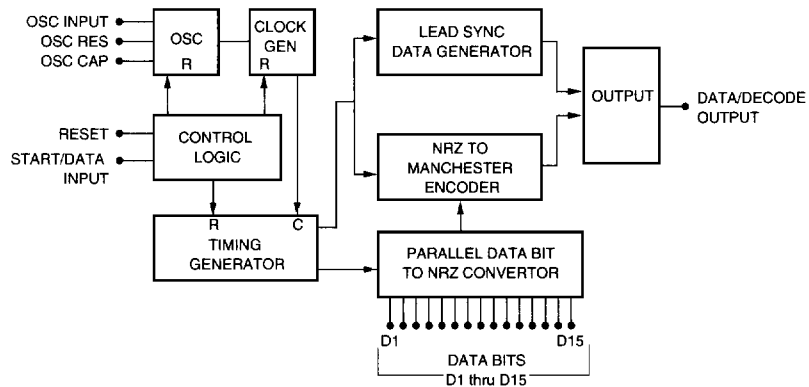 OSC INPUT
OSC RES
OSC CAP
OSC
R
CLOCK
GEN
R
LEAD SYNC
DATA GENERATOR
OUTPUT
DATA/DECODE
OUTPUT
RESET
START/DATA
INPUT
CONTROL
LOGIC
NRZ TO
MANCHESTER
ENCODER
R
C
TIMING
GENERATOR
PARALLEL DATA BIT
TO NRZ CONVERTOR
D1
D15
DATA BITS
D1 thru D15